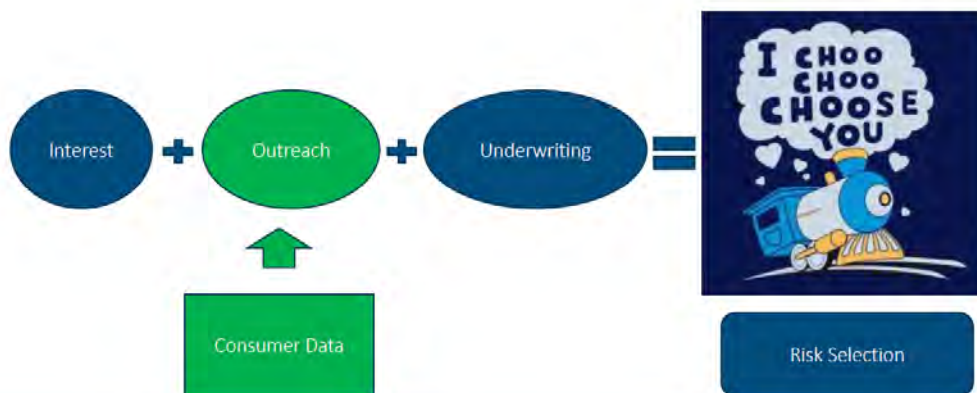 I CHOO
CHOO
CHOOSE
YOU
Interest
Outreach
Underwriting
Consumer Data
Risk Selection